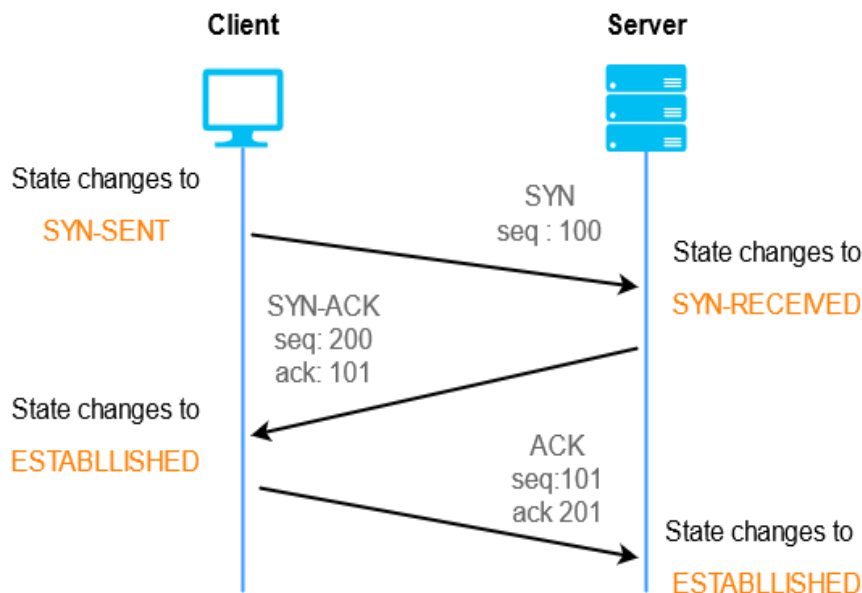 Client
Server
State changes to
SYN-SENT
SYN
seq : 100
State changes to
SYN-RECEIVED
SYN-ACK
seq: 200
ack: 101
State changes to
ESTABLLISHED
ACK
seq:101
ack 201
State changes to
ESTABLLISHED